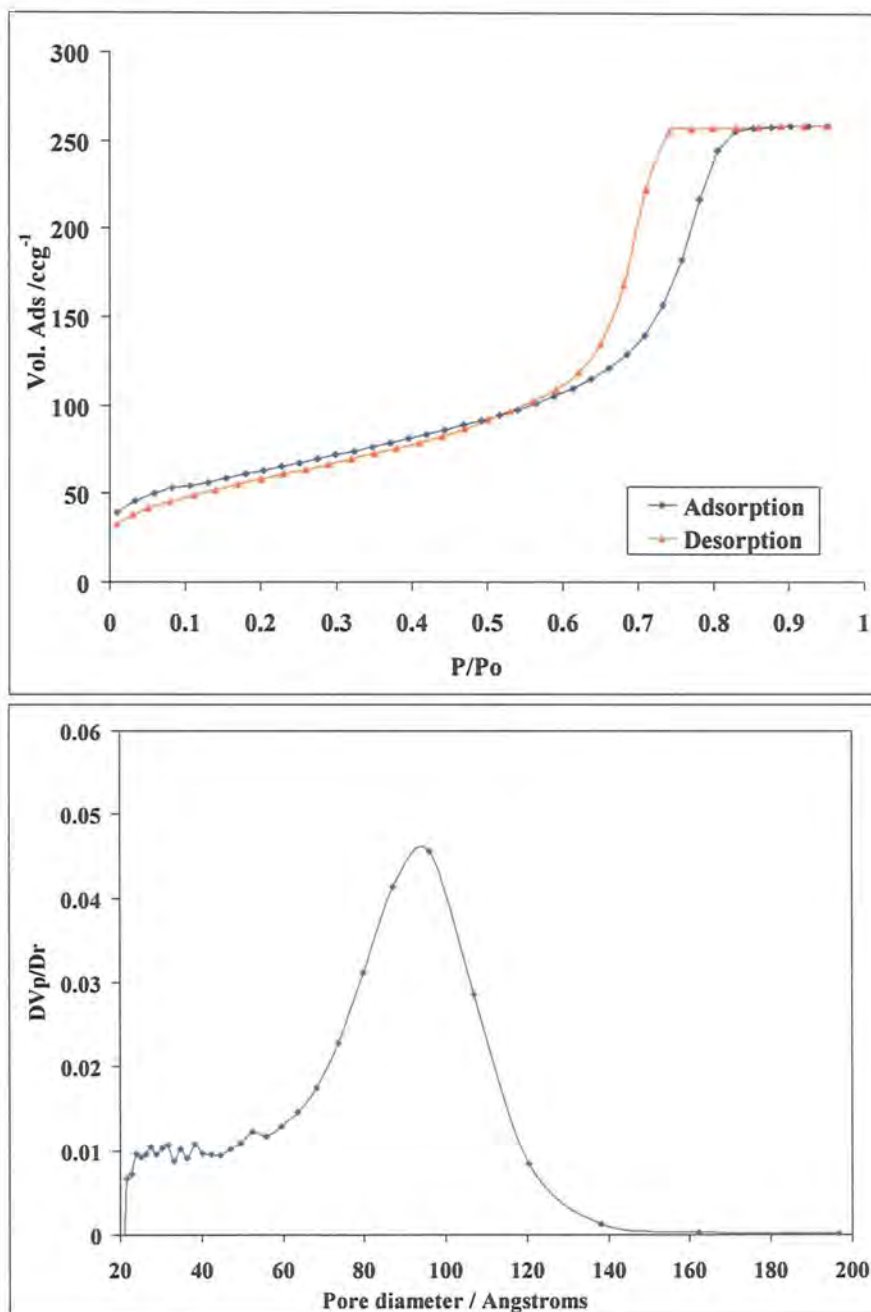 300
250
200
150
100
50
0
Vol. Ads /ccg⁻¹
Adsorption
Desorption
0 0.1 0.2 0.3 0.4 0.5 0.6 0.7 0.8 0.9 1
P/Po
0.06
0.05
0.04
0.03
0.02
0.01
0
DVp/Dr
20 40 60 80 100 120 140 160 180 200
Pore diameter / Angstroms